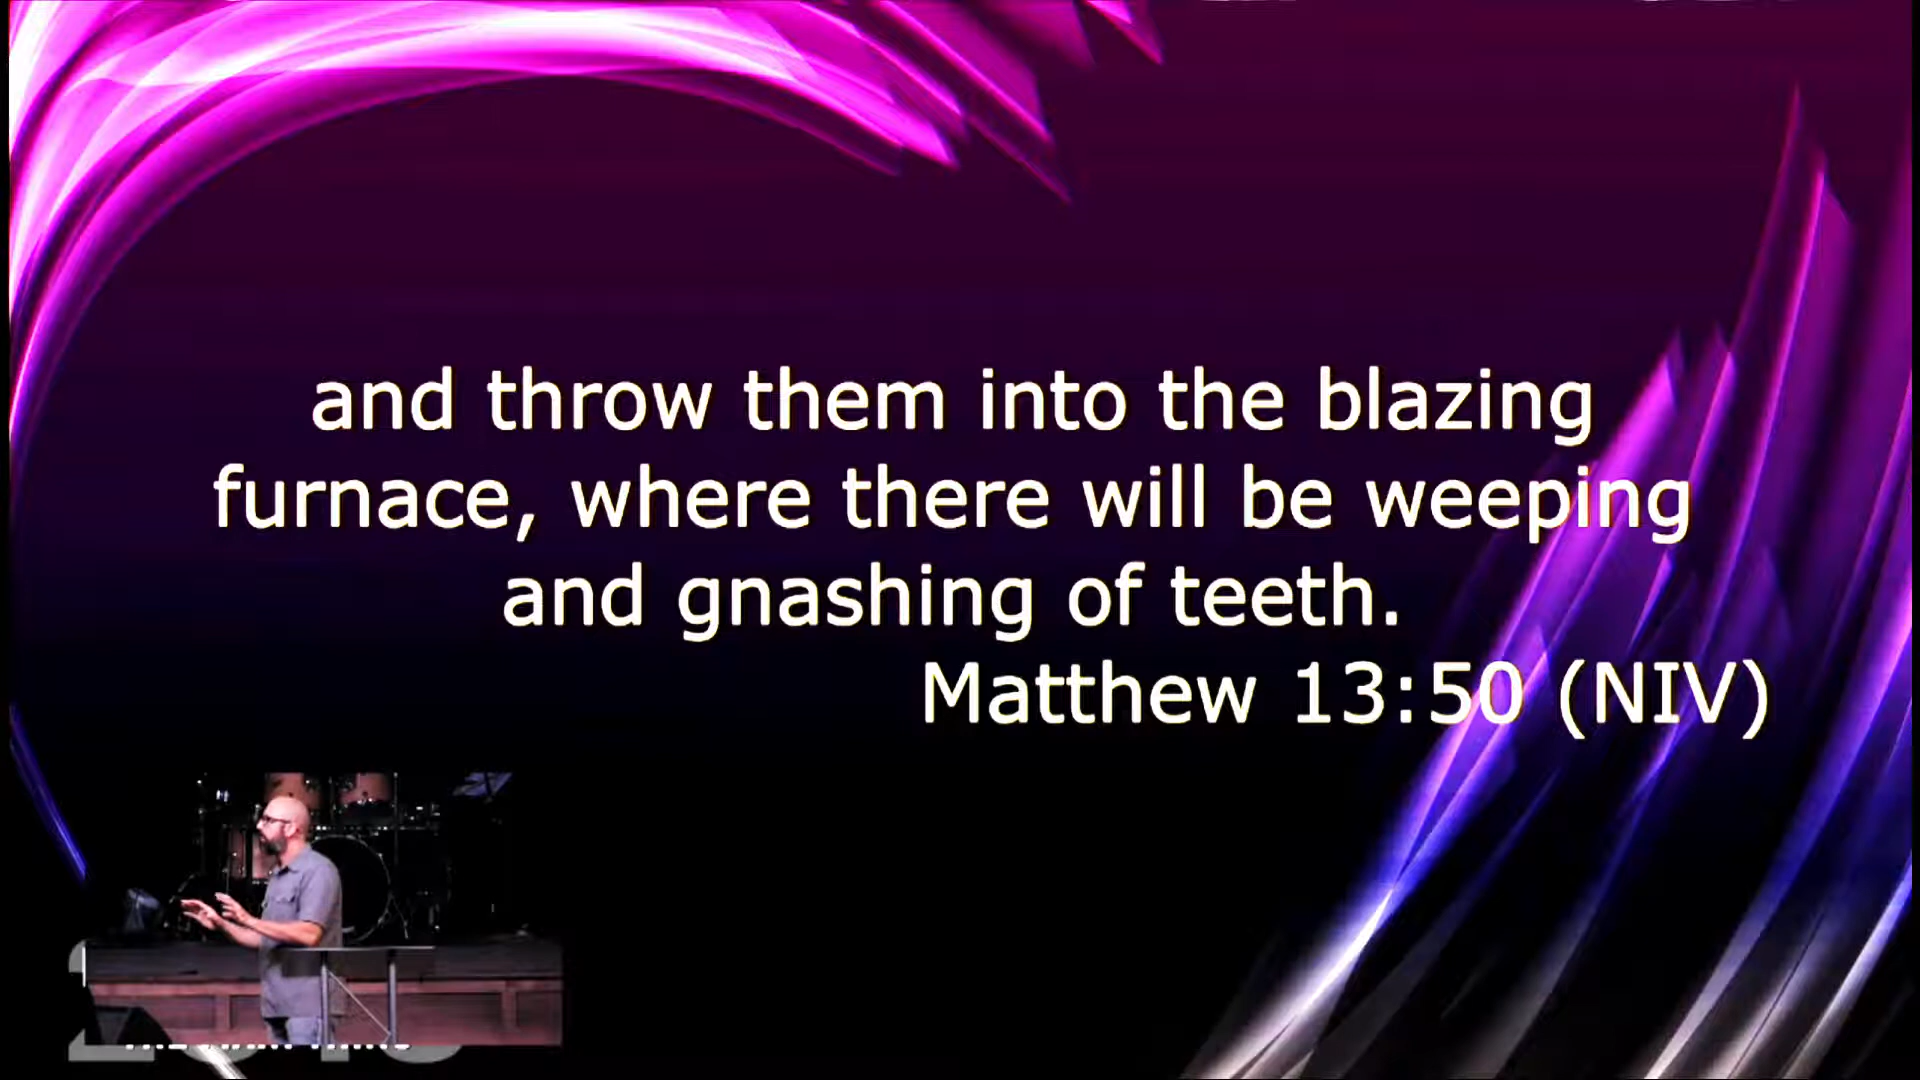 and throw them into the blazing
furnace, where there will be weeping
and gnashing of teeth.
Matthew 13:50 (NIV)